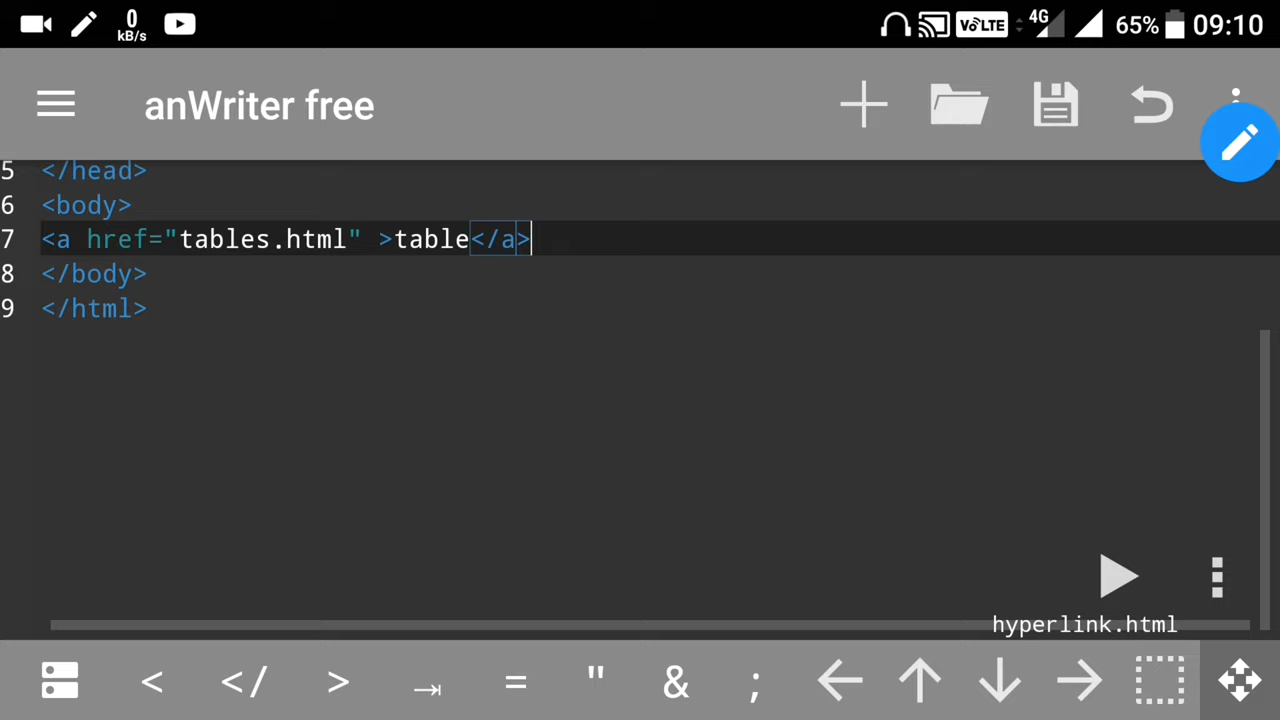 0
kB/s
VoLTE
4G
65%
09:10
anWriter free
5 </head>
6 <body>
7 <a href="tables.html" >table</a>
8 </body>
9 </html>
hyperlink.html
< </ > = " & ;